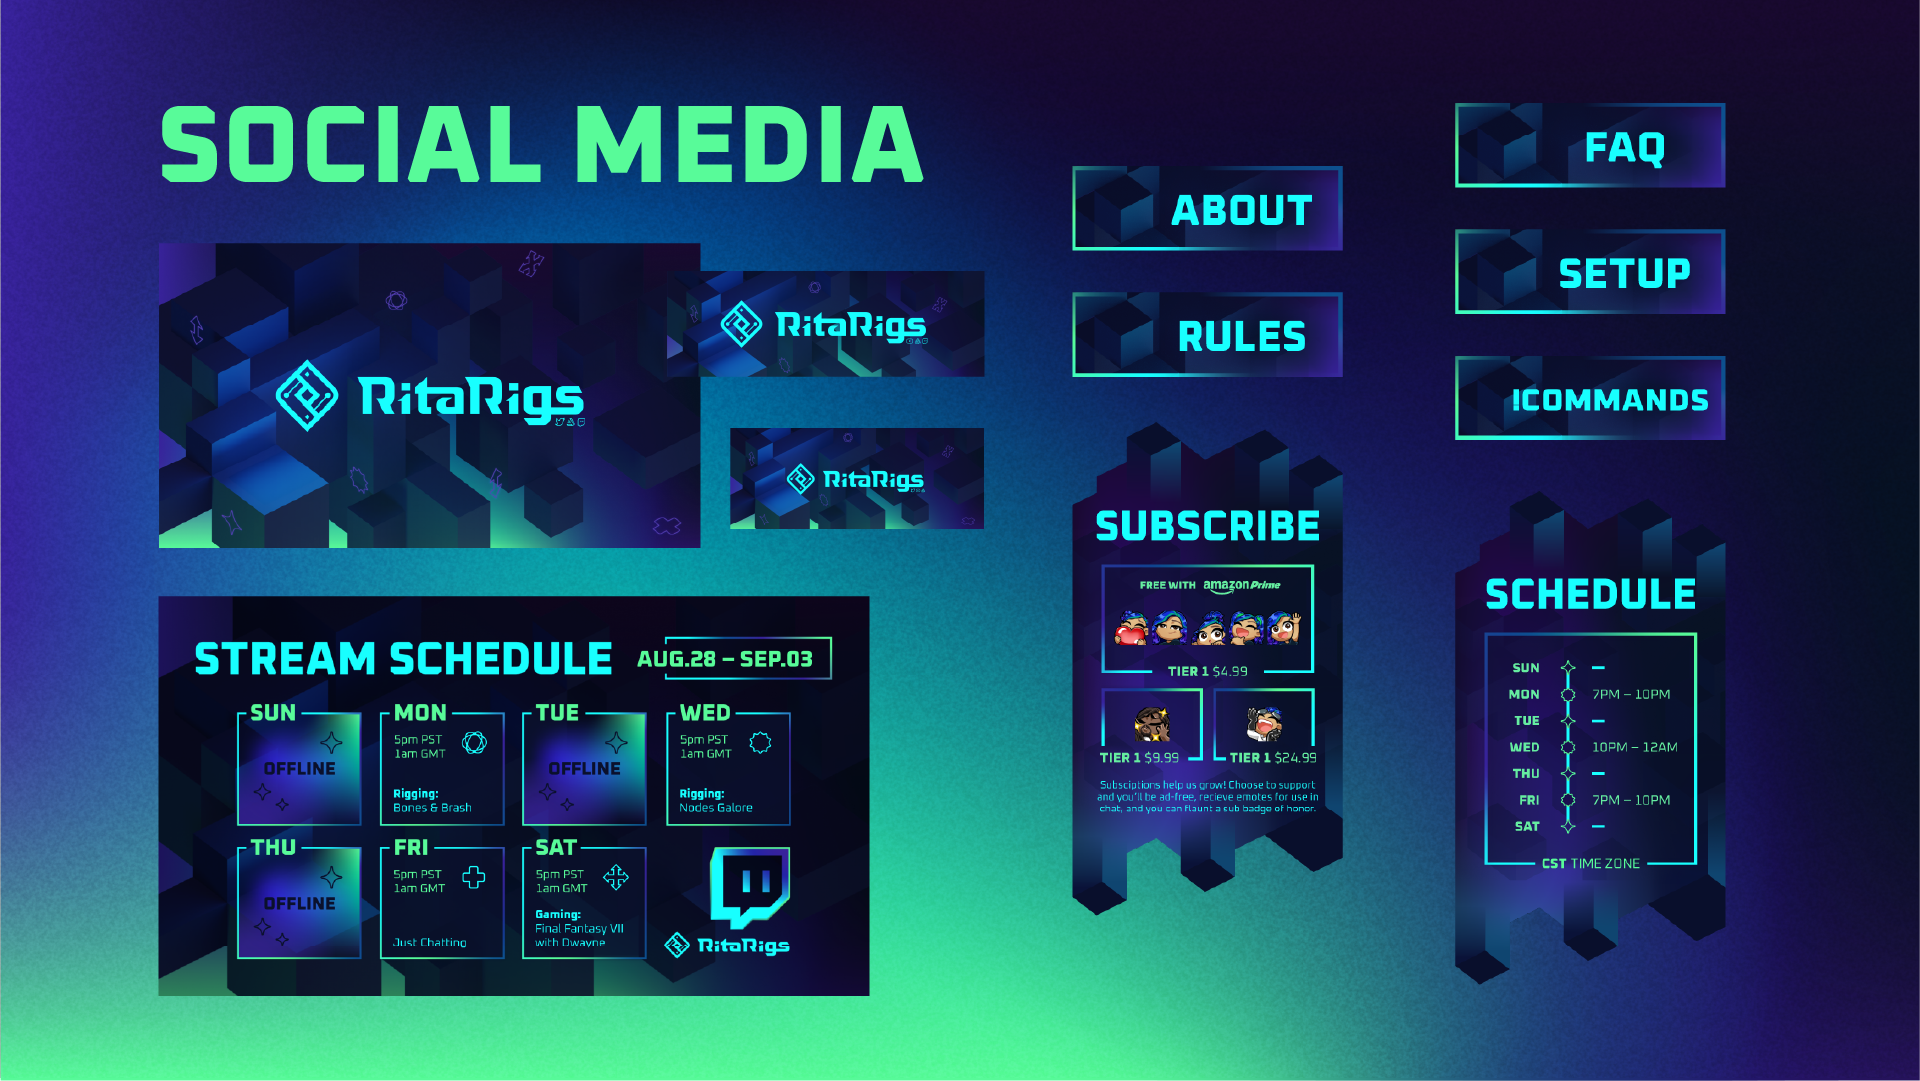 SOCIAL MEDIA
RitaRigs
RitaRigs
RitaRigs
STREAM SCHEDULE
AUG.28 – SEP.03
SUN
OFFLINE
MON
5pm PST
1am GMT
Rigging:
Bones & Brash
TUE
OFFLINE
WED
5pm PST
1am GMT
Rigging:
Nodes Galore
THU
OFFLINE
FRI
5pm PST
1am GMT
Just Chatting
SAT
5pm PST
1am GMT
Gaming:
Final Fantasy VII
with Dwayne
RitaRigs
ABOUT
RULES
SUBSCRIBE
FREE WITH amazon Prime
TIER 1 $4.99
TIER 1 $9.99
TIER 1 $24.99
Subsciptions help us grow! Choose to support
and you'll be ad-free, recieve emotes for use in
chat, and you can flaunt a sub badge of honor.
FAQ
SETUP
!COMMANDS
SCHEDULE
SUN –
MON 7PM – 10PM
TUE –
WED 10PM – 12AM
THU –
FRI 7PM – 10PM
SAT –
CST TIME ZONE